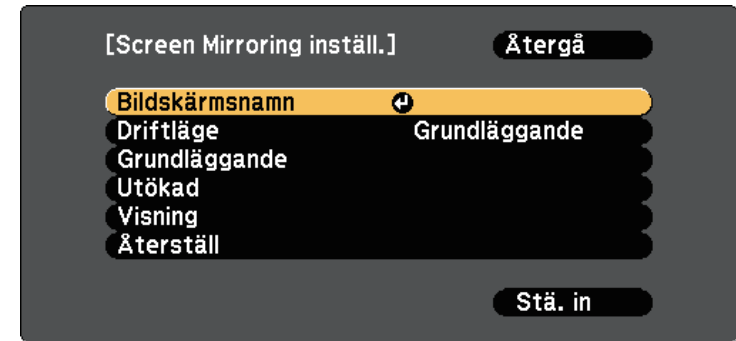 [Screen Mirroring inställ.] Återgå
Bildskärmsnamn
Driftläge Grundläggande
Grundläggande
Utökad
Visning
Återställ
Stä. in